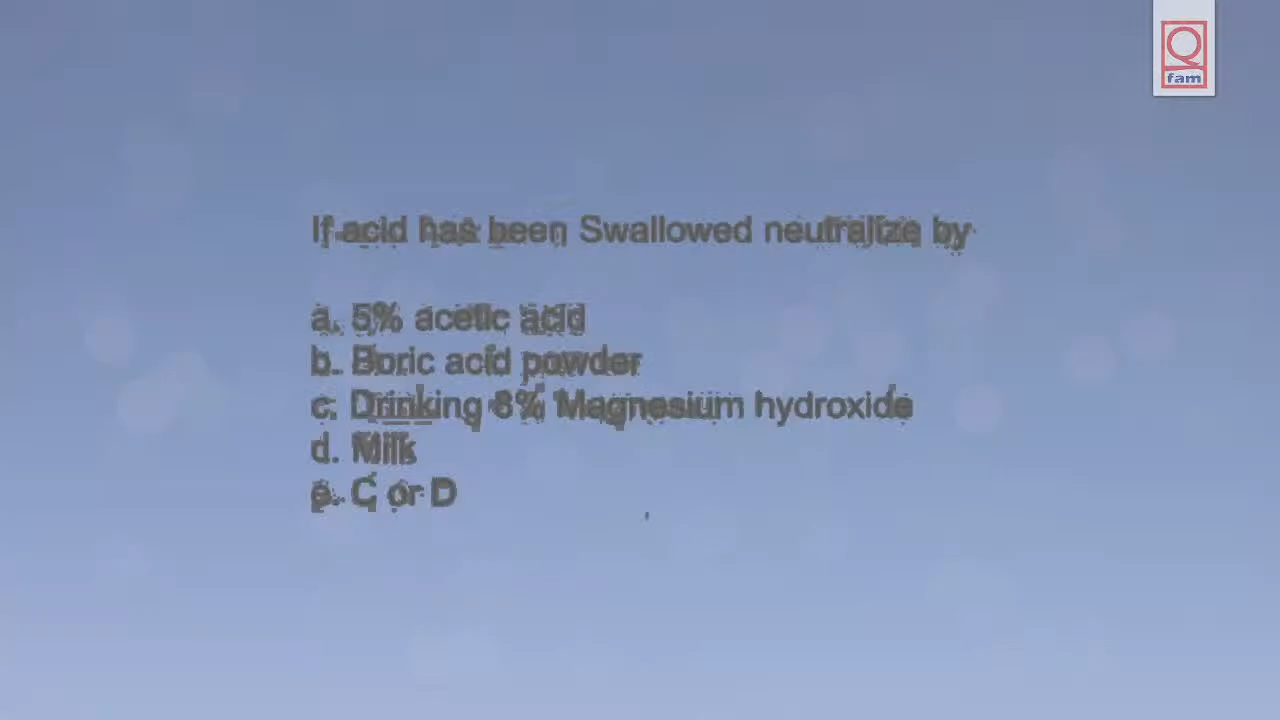 Q
fam
If acid has been Swallowed neutralize by
a. 5% acetic acid
b. Boric acid powder
c. Drinking 8% Magnesium hydroxide
d. Milk
e. C or D